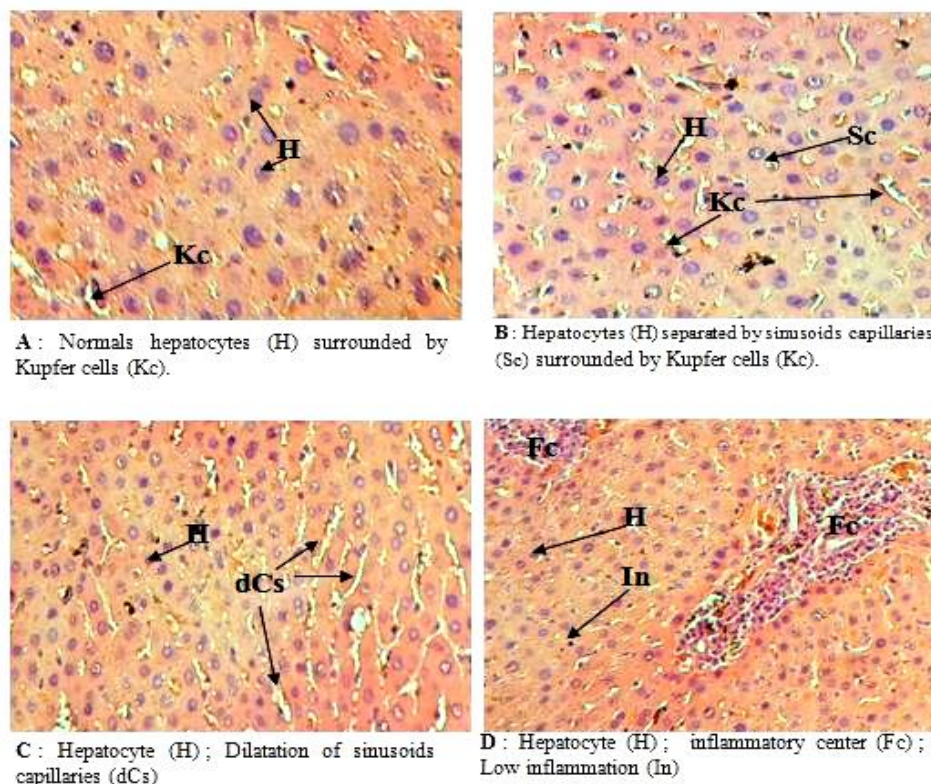 H
Kc
A : Normals hepatocytes (H) surrounded by
Kupfer cells (Kc).
H
Sc
Kc
B : Hepatocytes (H) separated by sinusoids capillaries
(Sc) surrounded by Kupfer cells (Kc).
H
dCs
C : Hepatocyte (H) ; Dilatation of sinusoids
capillaries (dCs)
Fc
H
Fc
In
D : Hepatocyte (H) ; inflammatory center (Fc) ;
Low inflammation (In)